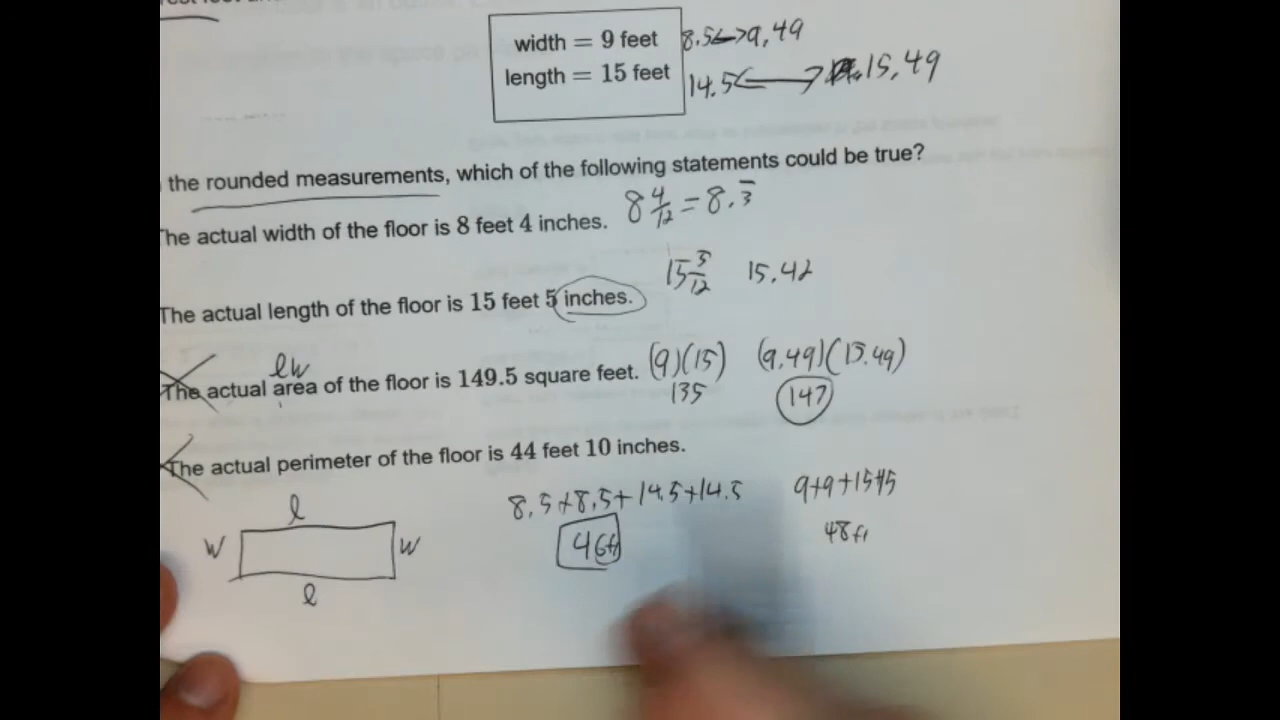 width = 9 feet 8.5<->9,49
length = 15 feet 14.5<-> 15,49
the rounded measurements, which of the following statements could be true?
The actual width of the floor is 8 feet 4 inches. 8 4/12 = 8.3̅
The actual length of the floor is 15 feet 5 inches. 15 5/12 15.42
lw
The actual area of the floor is 149.5 square feet. (9)(15) (9,49)(15.49)
135 147
The actual perimeter of the floor is 44 feet 10 inches.
l 8.5+8.5+14.5+14.5 9+9+15+15
w w 46ft 48ft
l